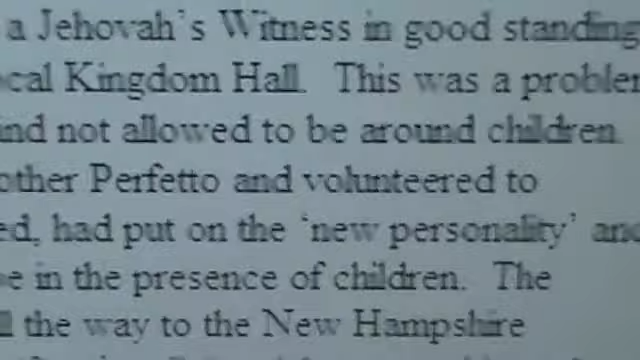 a Jehovah's Witness in good standing
cal Kingdom Hall. This was a problem
and not allowed to be around children.
other Perfetto and volunteered to
ed, had put on the 'new personality' and
be in the presence of children. The
the way to the New Hampshire